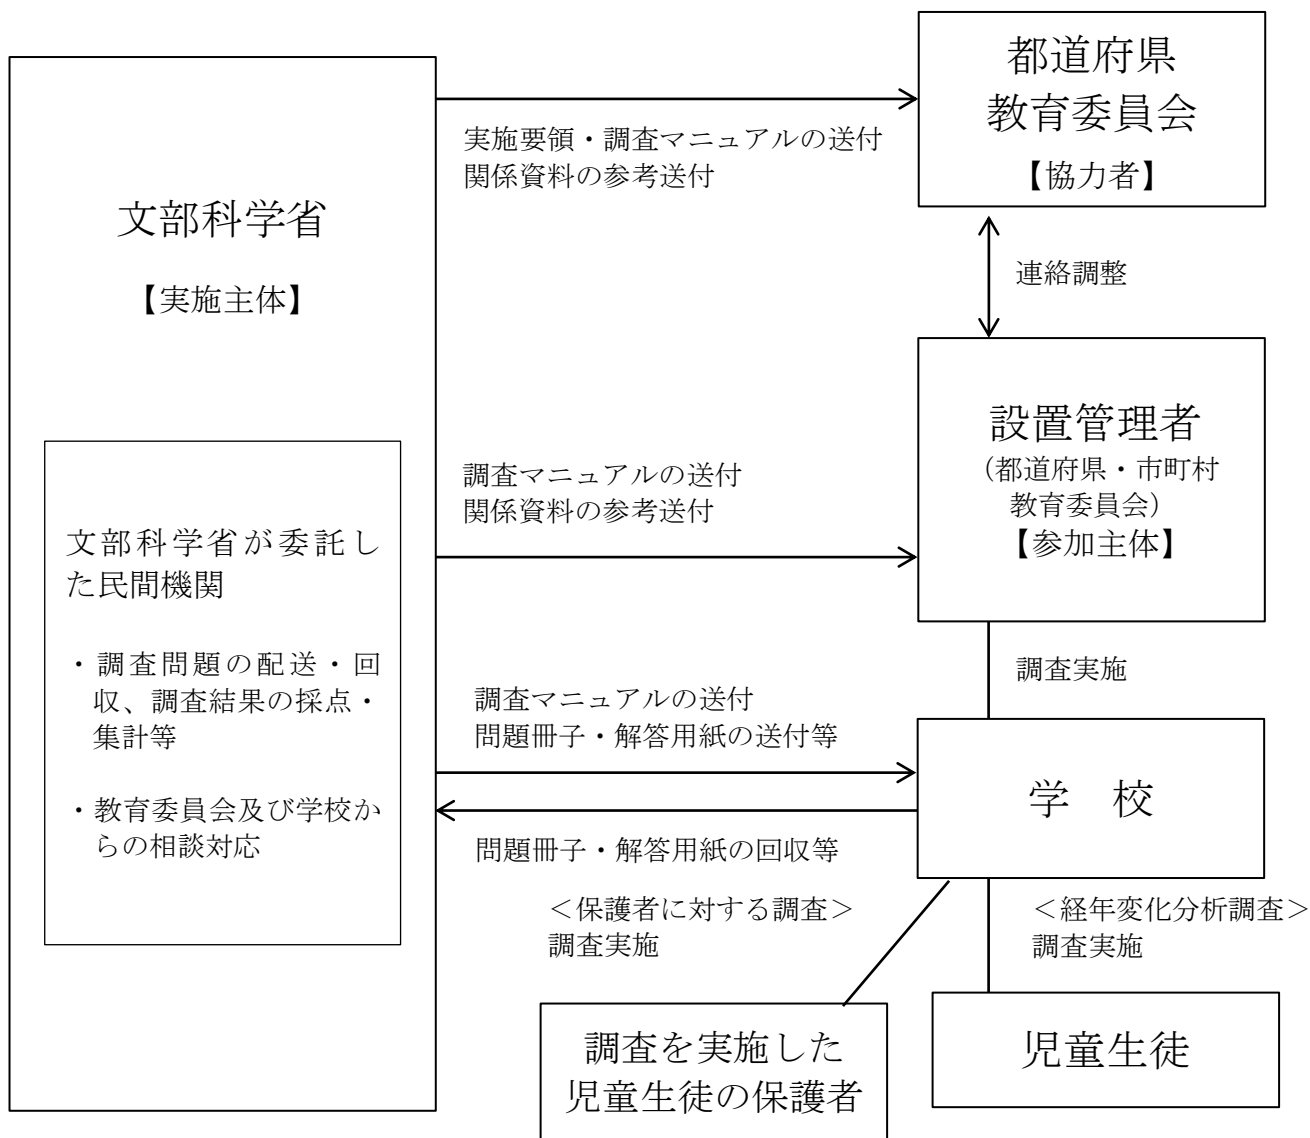 文部科学省
【実施主体】
文部科学省が委託し
た民間機関
・調査問題の配送・回
収、調査結果の採点・
集計等
・教育委員会及び学校か
らの相談対応
実施要領・調査マニュアルの送付
関係資料の参考送付
都道府県
教育委員会
【協力者】
連絡調整
調査マニュアルの送付
関係資料の参考送付
設置管理者
（都道府県・市町村
教育委員会）
【参加主体】
調査実施
調査マニュアルの送付
問題冊子・解答用紙の送付等
学　校
問題冊子・解答用紙の回収等
＜保護者に対する調査＞
調査実施
＜経年変化分析調査＞
調査実施
調査を実施した
児童生徒の保護者
児童生徒